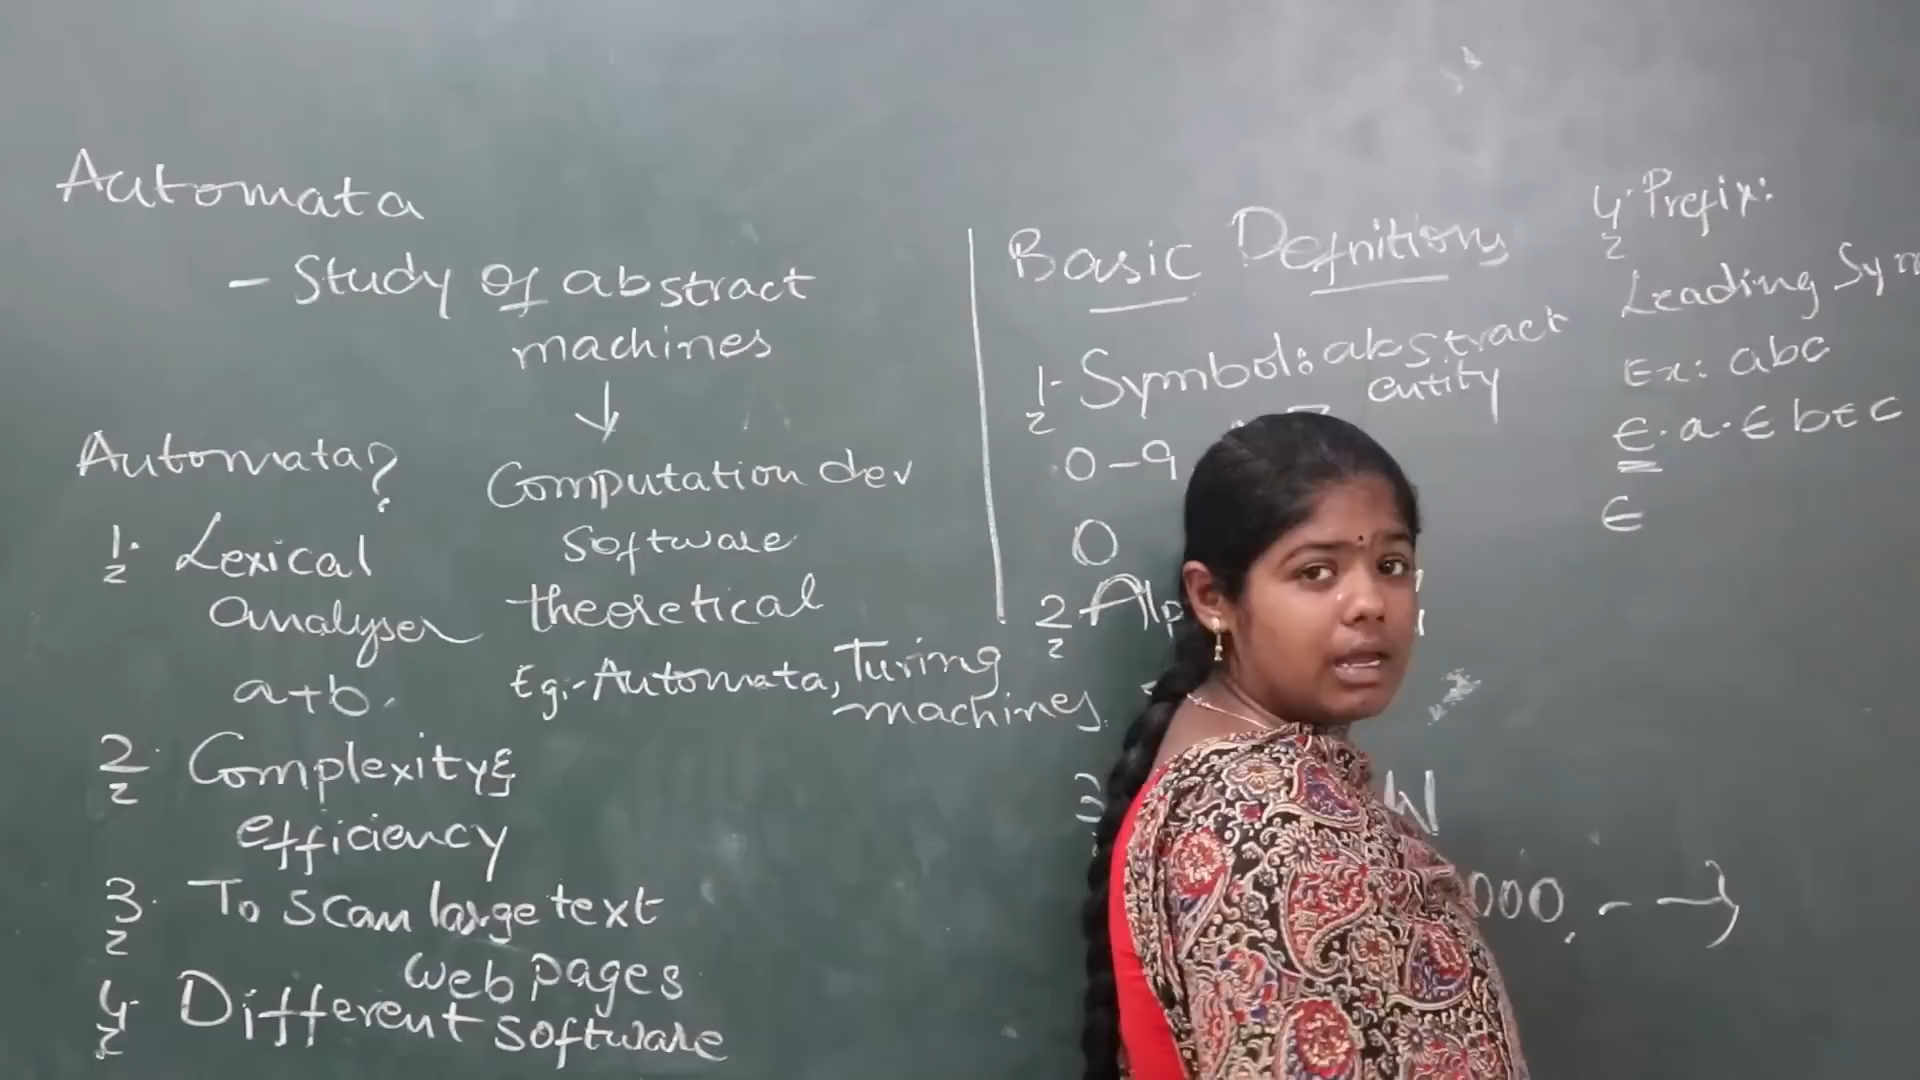 Automata
- Study of abstract
machines
↓
Computation dev
software
theoretical
Eg:- Automata, Turing
machines.
Automata?
1. Lexical
analyser
a+b.
2. Complexity &
efficiency
3. To scan large text
web pages
4. Different software
Basic Defnitions
1. Symbol: abstract
entity
0-9
0
2. Alp
3
W
000, - - }
4. Prefix:
Leading Sym
Ex: abc
ϵ.a.ϵ b ϵ c
ϵ